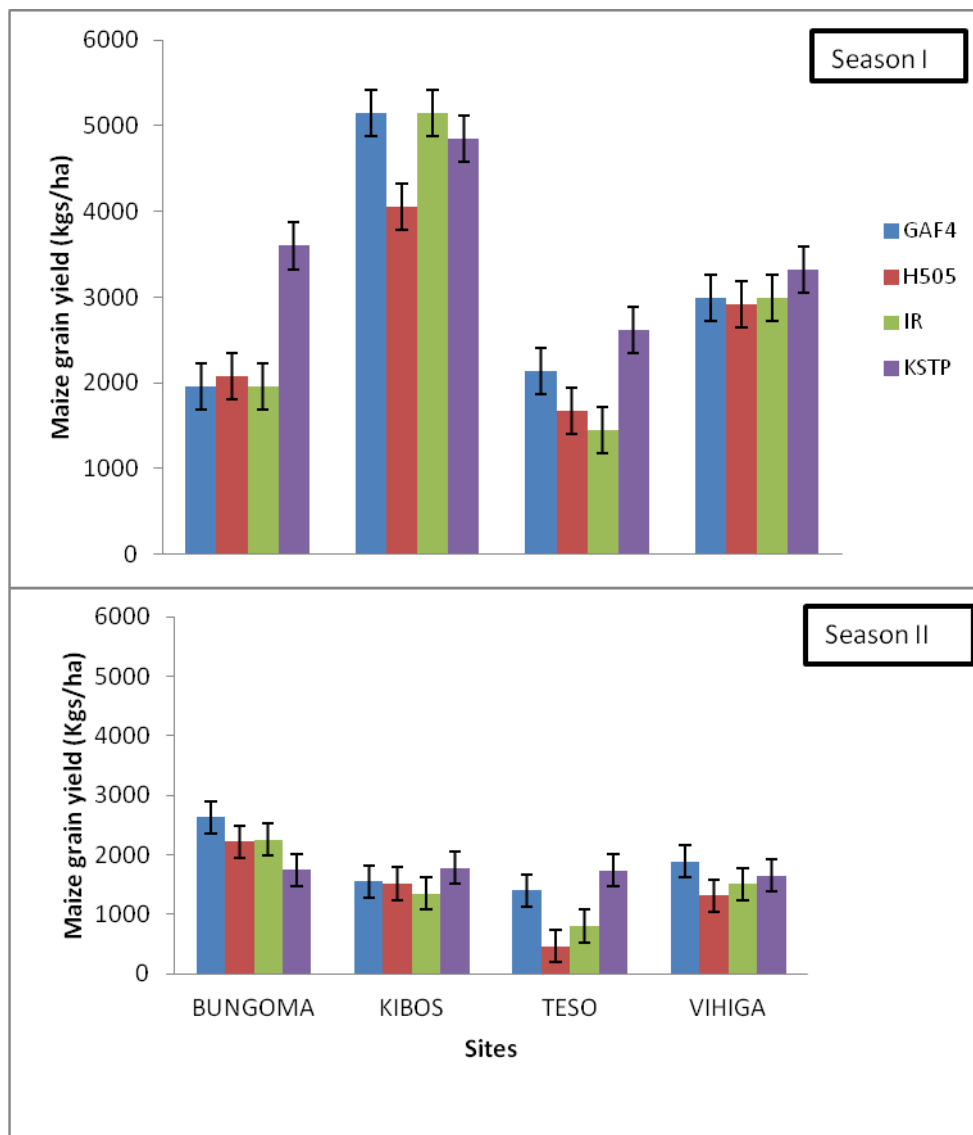 Season I
Maize grain yield (kgs/ha)
6000
5000
4000
3000
2000
1000
0
GAF4
H505
IR
KSTP
Season II
Maize grain yield (Kgs/ha)
6000
5000
4000
3000
2000
1000
0
BUNGOMA KIBOS TESO VIHIGA
Sites